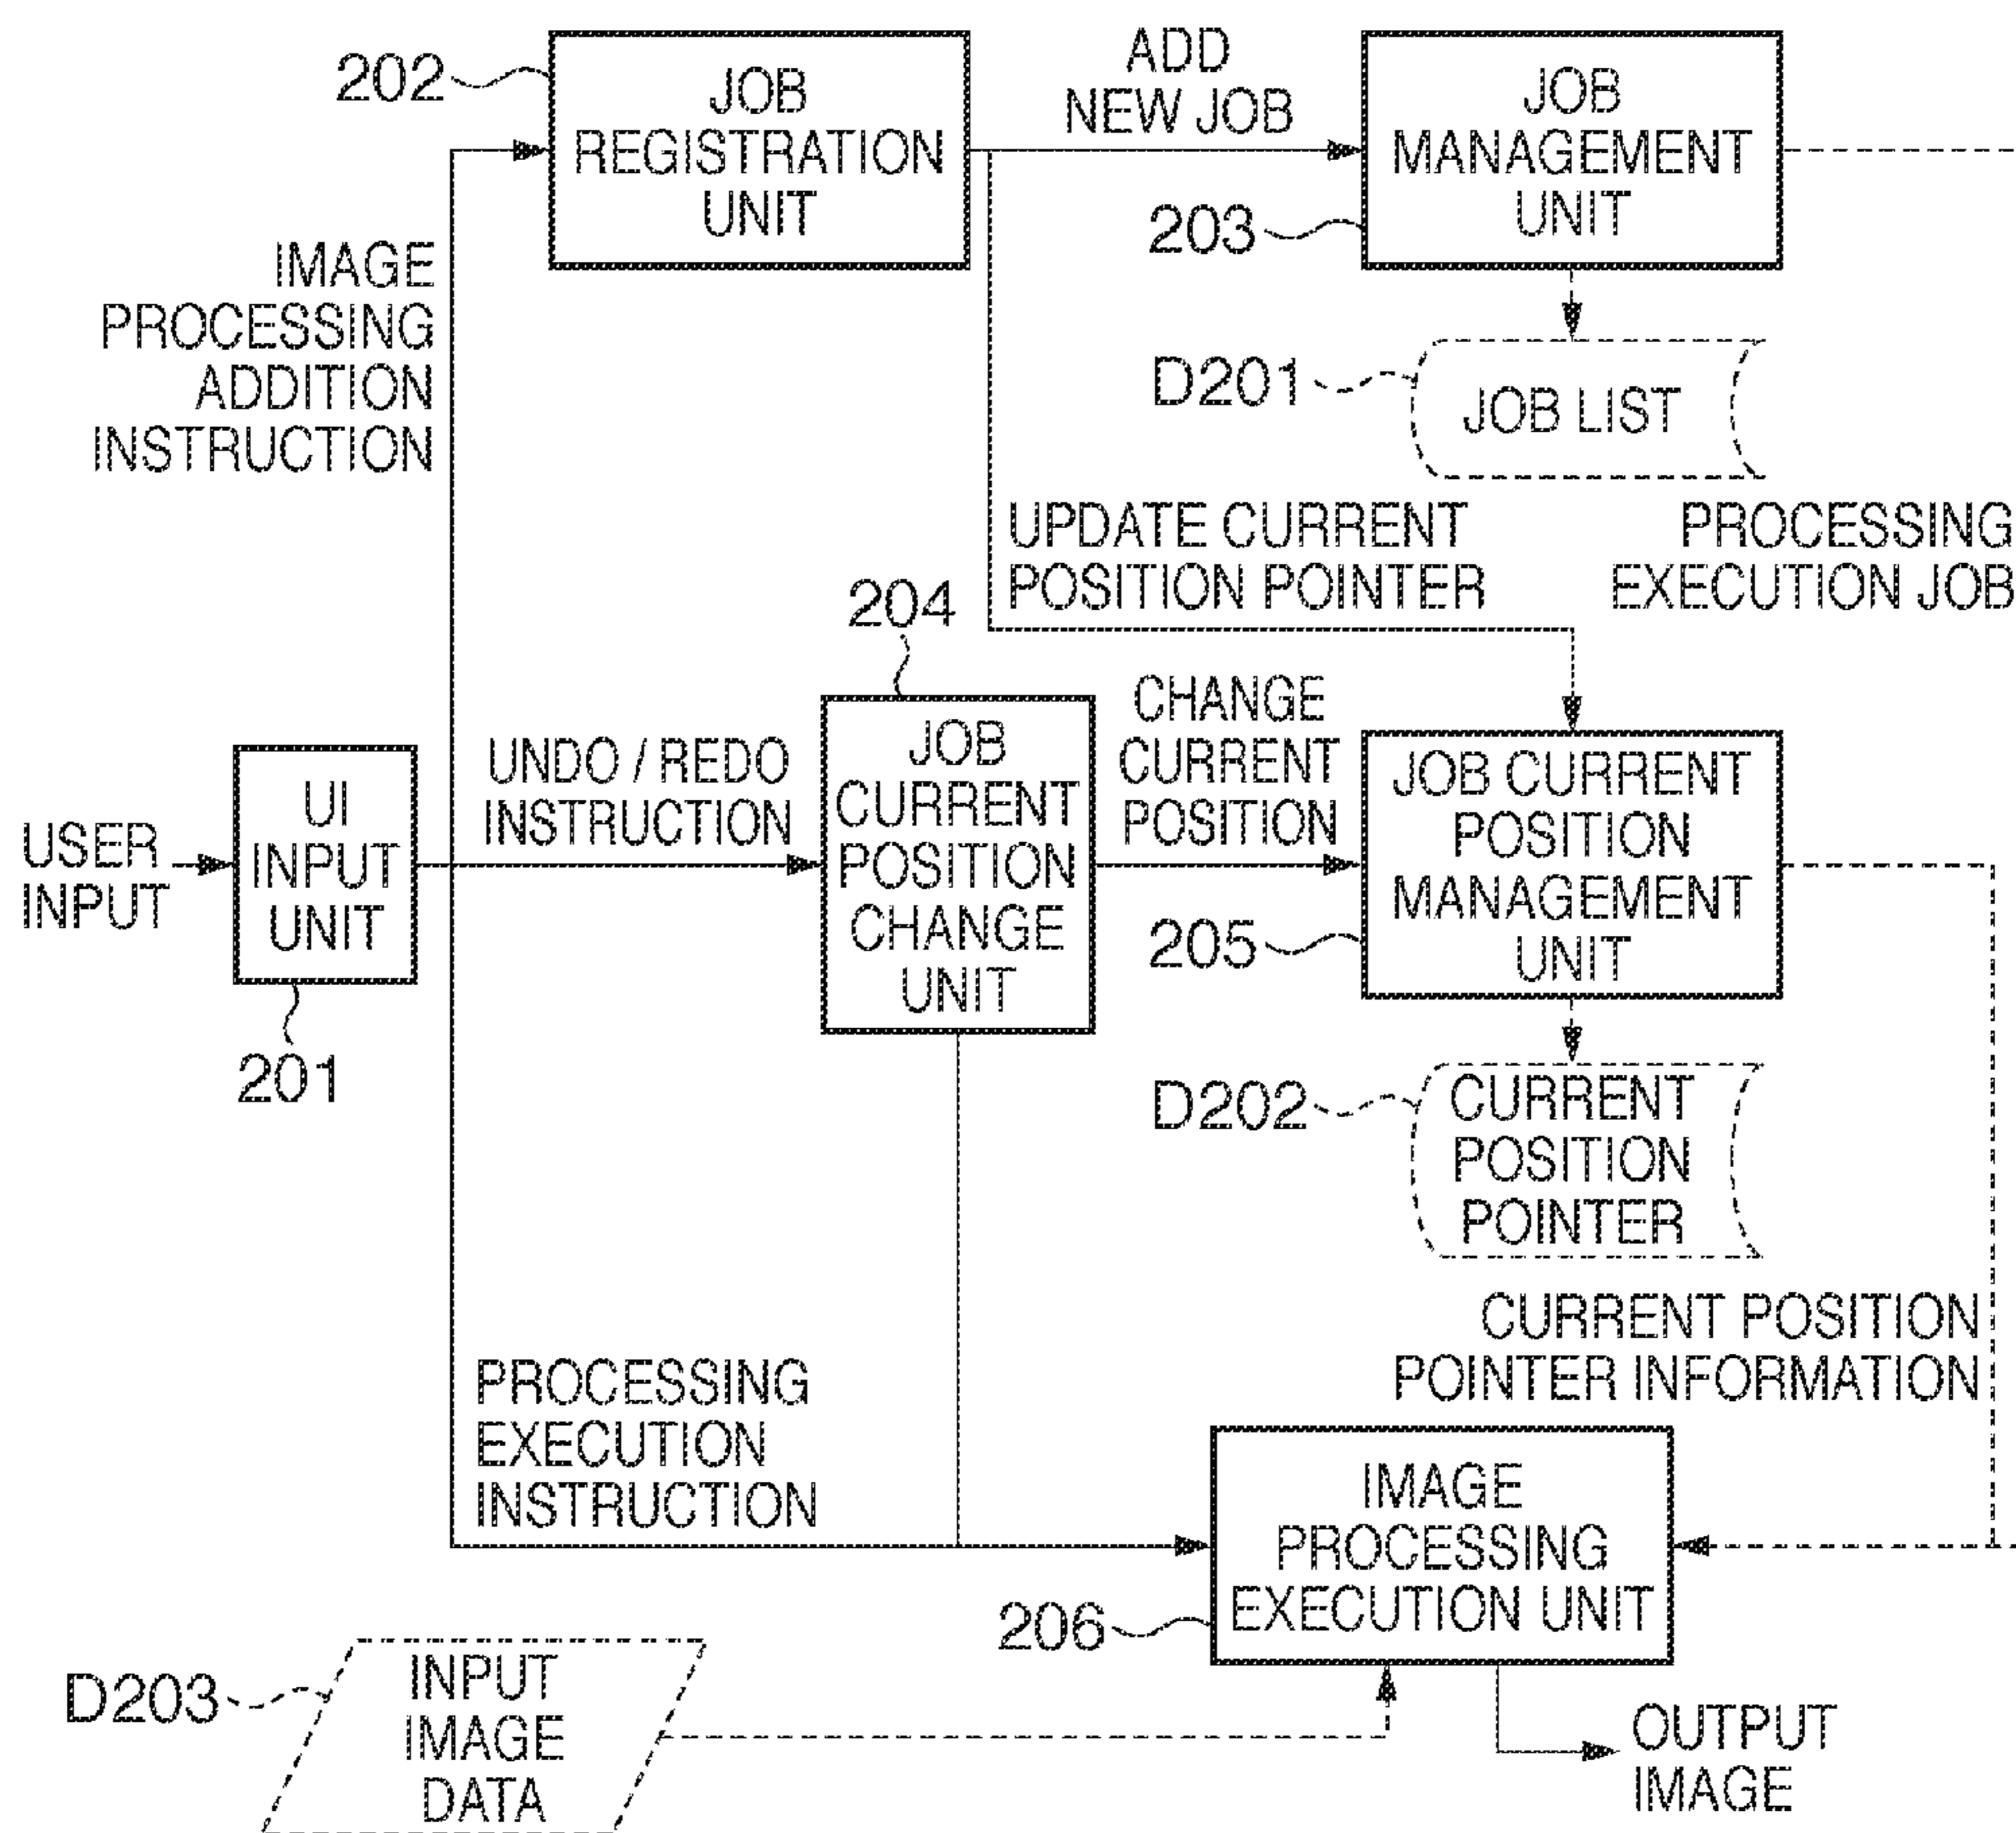 202
JOB
REGISTRATION
UNIT
ADD
NEW JOB
JOB
MANAGEMENT
UNIT
203
IMAGE
PROCESSING
ADDITION
INSTRUCTION
D201
JOB LIST
UPDATE CURRENT
POSITION POINTER
PROCESSING
EXECUTION JOB
204
USER
INPUT
UI
INPUT
UNIT
201
UNDO / REDO
INSTRUCTION
JOB
CURRENT
POSITION
CHANGE
UNIT
CHANGE
CURRENT
POSITION
JOB CURRENT
POSITION
MANAGEMENT
UNIT
205
D202
CURRENT
POSITION
POINTER
CURRENT POSITION
POINTER INFORMATION
PROCESSING
EXECUTION
INSTRUCTION
IMAGE
PROCESSING
EXECUTION UNIT
206
D203
INPUT
IMAGE
DATA
OUTPUT
IMAGE